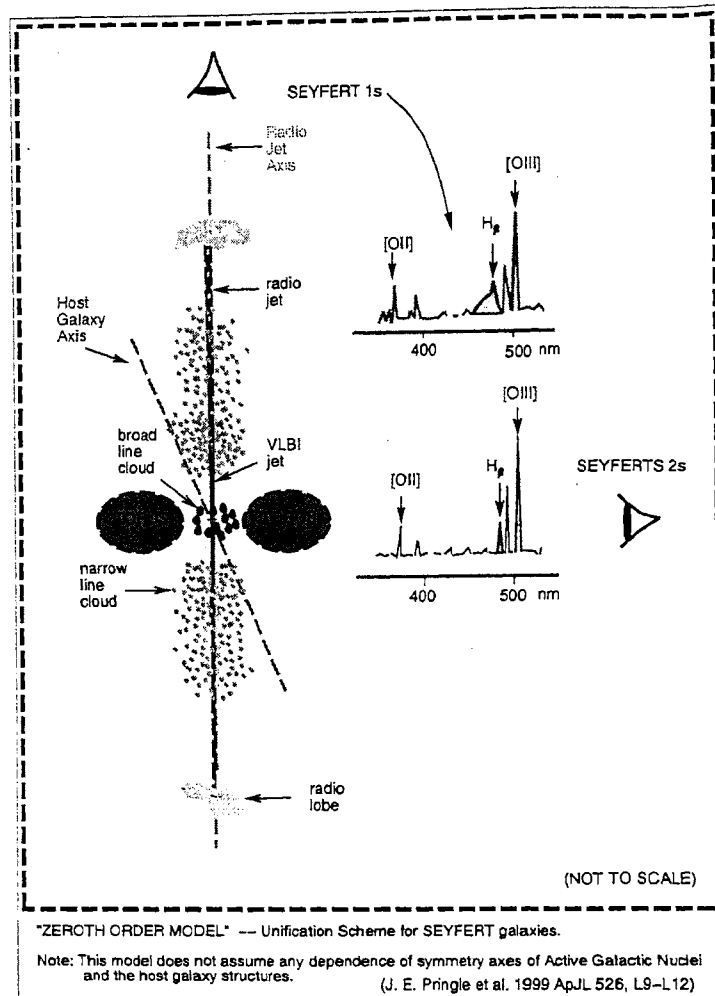 SEYFERT 1s
Radio
Jet
Axis
[OIII]
[OII]
Hβ
radio
jet
Host
Galaxy
Axis
400
500 nm
[OIII]
broad
line
cloud
VLBI
jet
[OII]
Hβ
SEYFERTS 2s
narrow
line
cloud
400
500 nm
radio
lobe
(NOT TO SCALE)
"ZEROTH ORDER MODEL" -- Unification Scheme for SEYFERT galaxies.
Note: This model does not assume any dependence of symmetry axes of Active Galactic Nuclei
and the host galaxy structures.
(J. E. Pringle et al. 1999 ApJL 526, L9-L12)